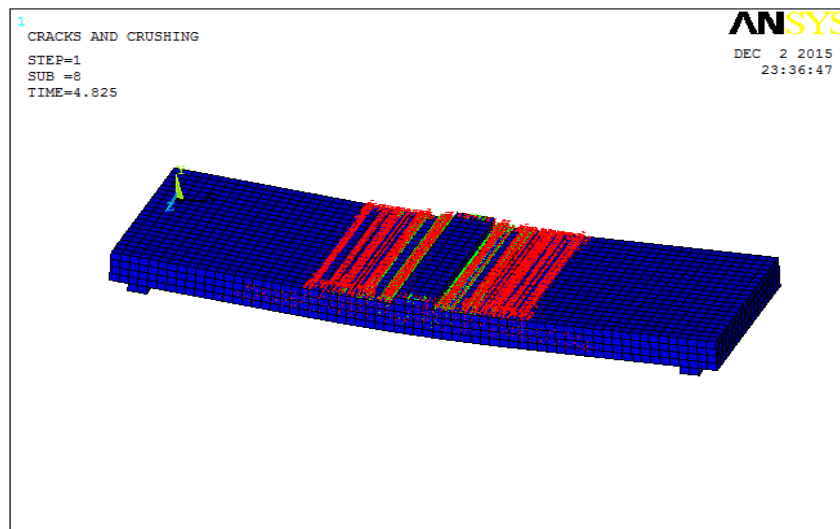 1
CRACKS AND CRUSHING
STEP=1
SUB =8
TIME=4.825
ANSYS
DEC  2 2015
23:36:47
Y
Z